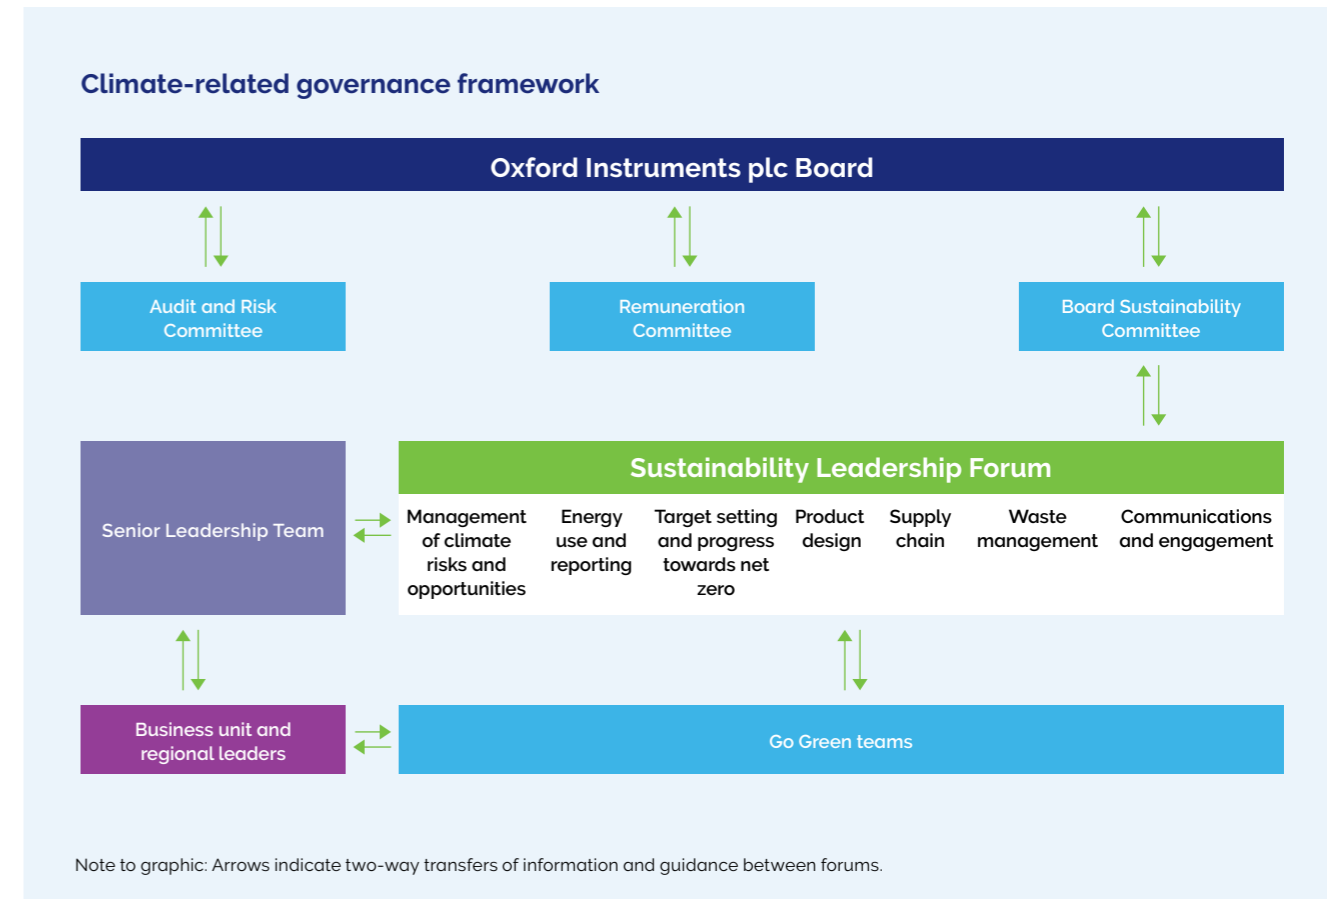 Climate-related governance framework
Oxford Instruments plc Board
Audit and Risk
Committee
Remuneration
Committee
Board Sustainability
Committee
Senior Leadership Team
Sustainability Leadership Forum
Management
of climate
risks and
opportunities
Energy
use and
reporting
Target setting
and progress
towards net
zero
Product
design
Supply
chain
Waste
management
Communications
and engagement
Business unit and
regional leaders
Go Green teams
Note to graphic: Arrows indicate two-way transfers of information and guidance between forums.